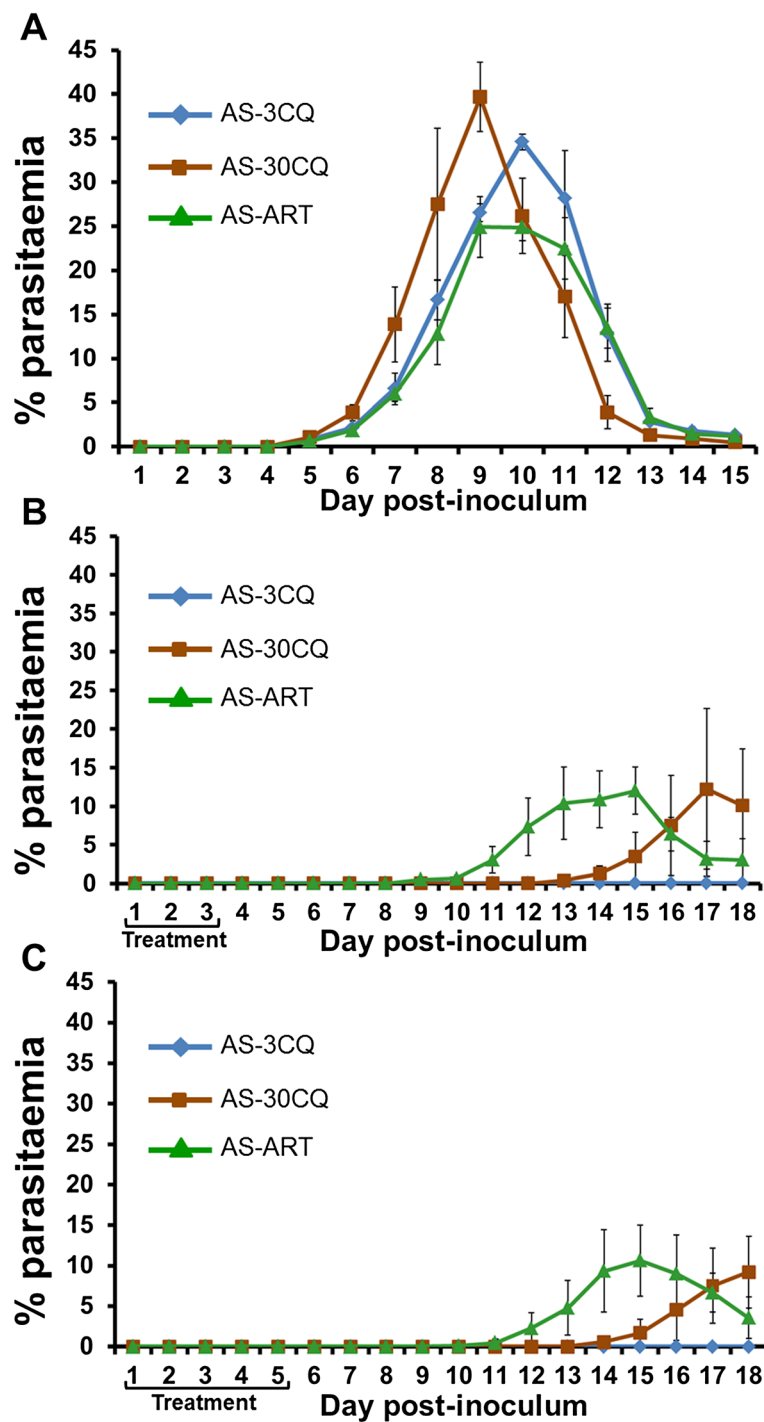 A
45
40
35
30
25
20
15
10
5
0
% parasitaemia
AS-3CQ
AS-30CQ
AS-ART
1 2 3 4 5 6 7 8 9 10 11 12 13 14 15
Day post-inoculum
B
45
40
35
30
25
20
15
10
5
0
% parasitaemia
AS-3CQ
AS-30CQ
AS-ART
1 2 3 4 5 6 7 8 9 10 11 12 13 14 15 16 17 18
Treatment
Day post-inoculum
C
45
40
35
30
25
20
15
10
5
0
% parasitaemia
AS-3CQ
AS-30CQ
AS-ART
1 2 3 4 5 6 7 8 9 10 11 12 13 14 15 16 17 18
Treatment
Day post-inoculum